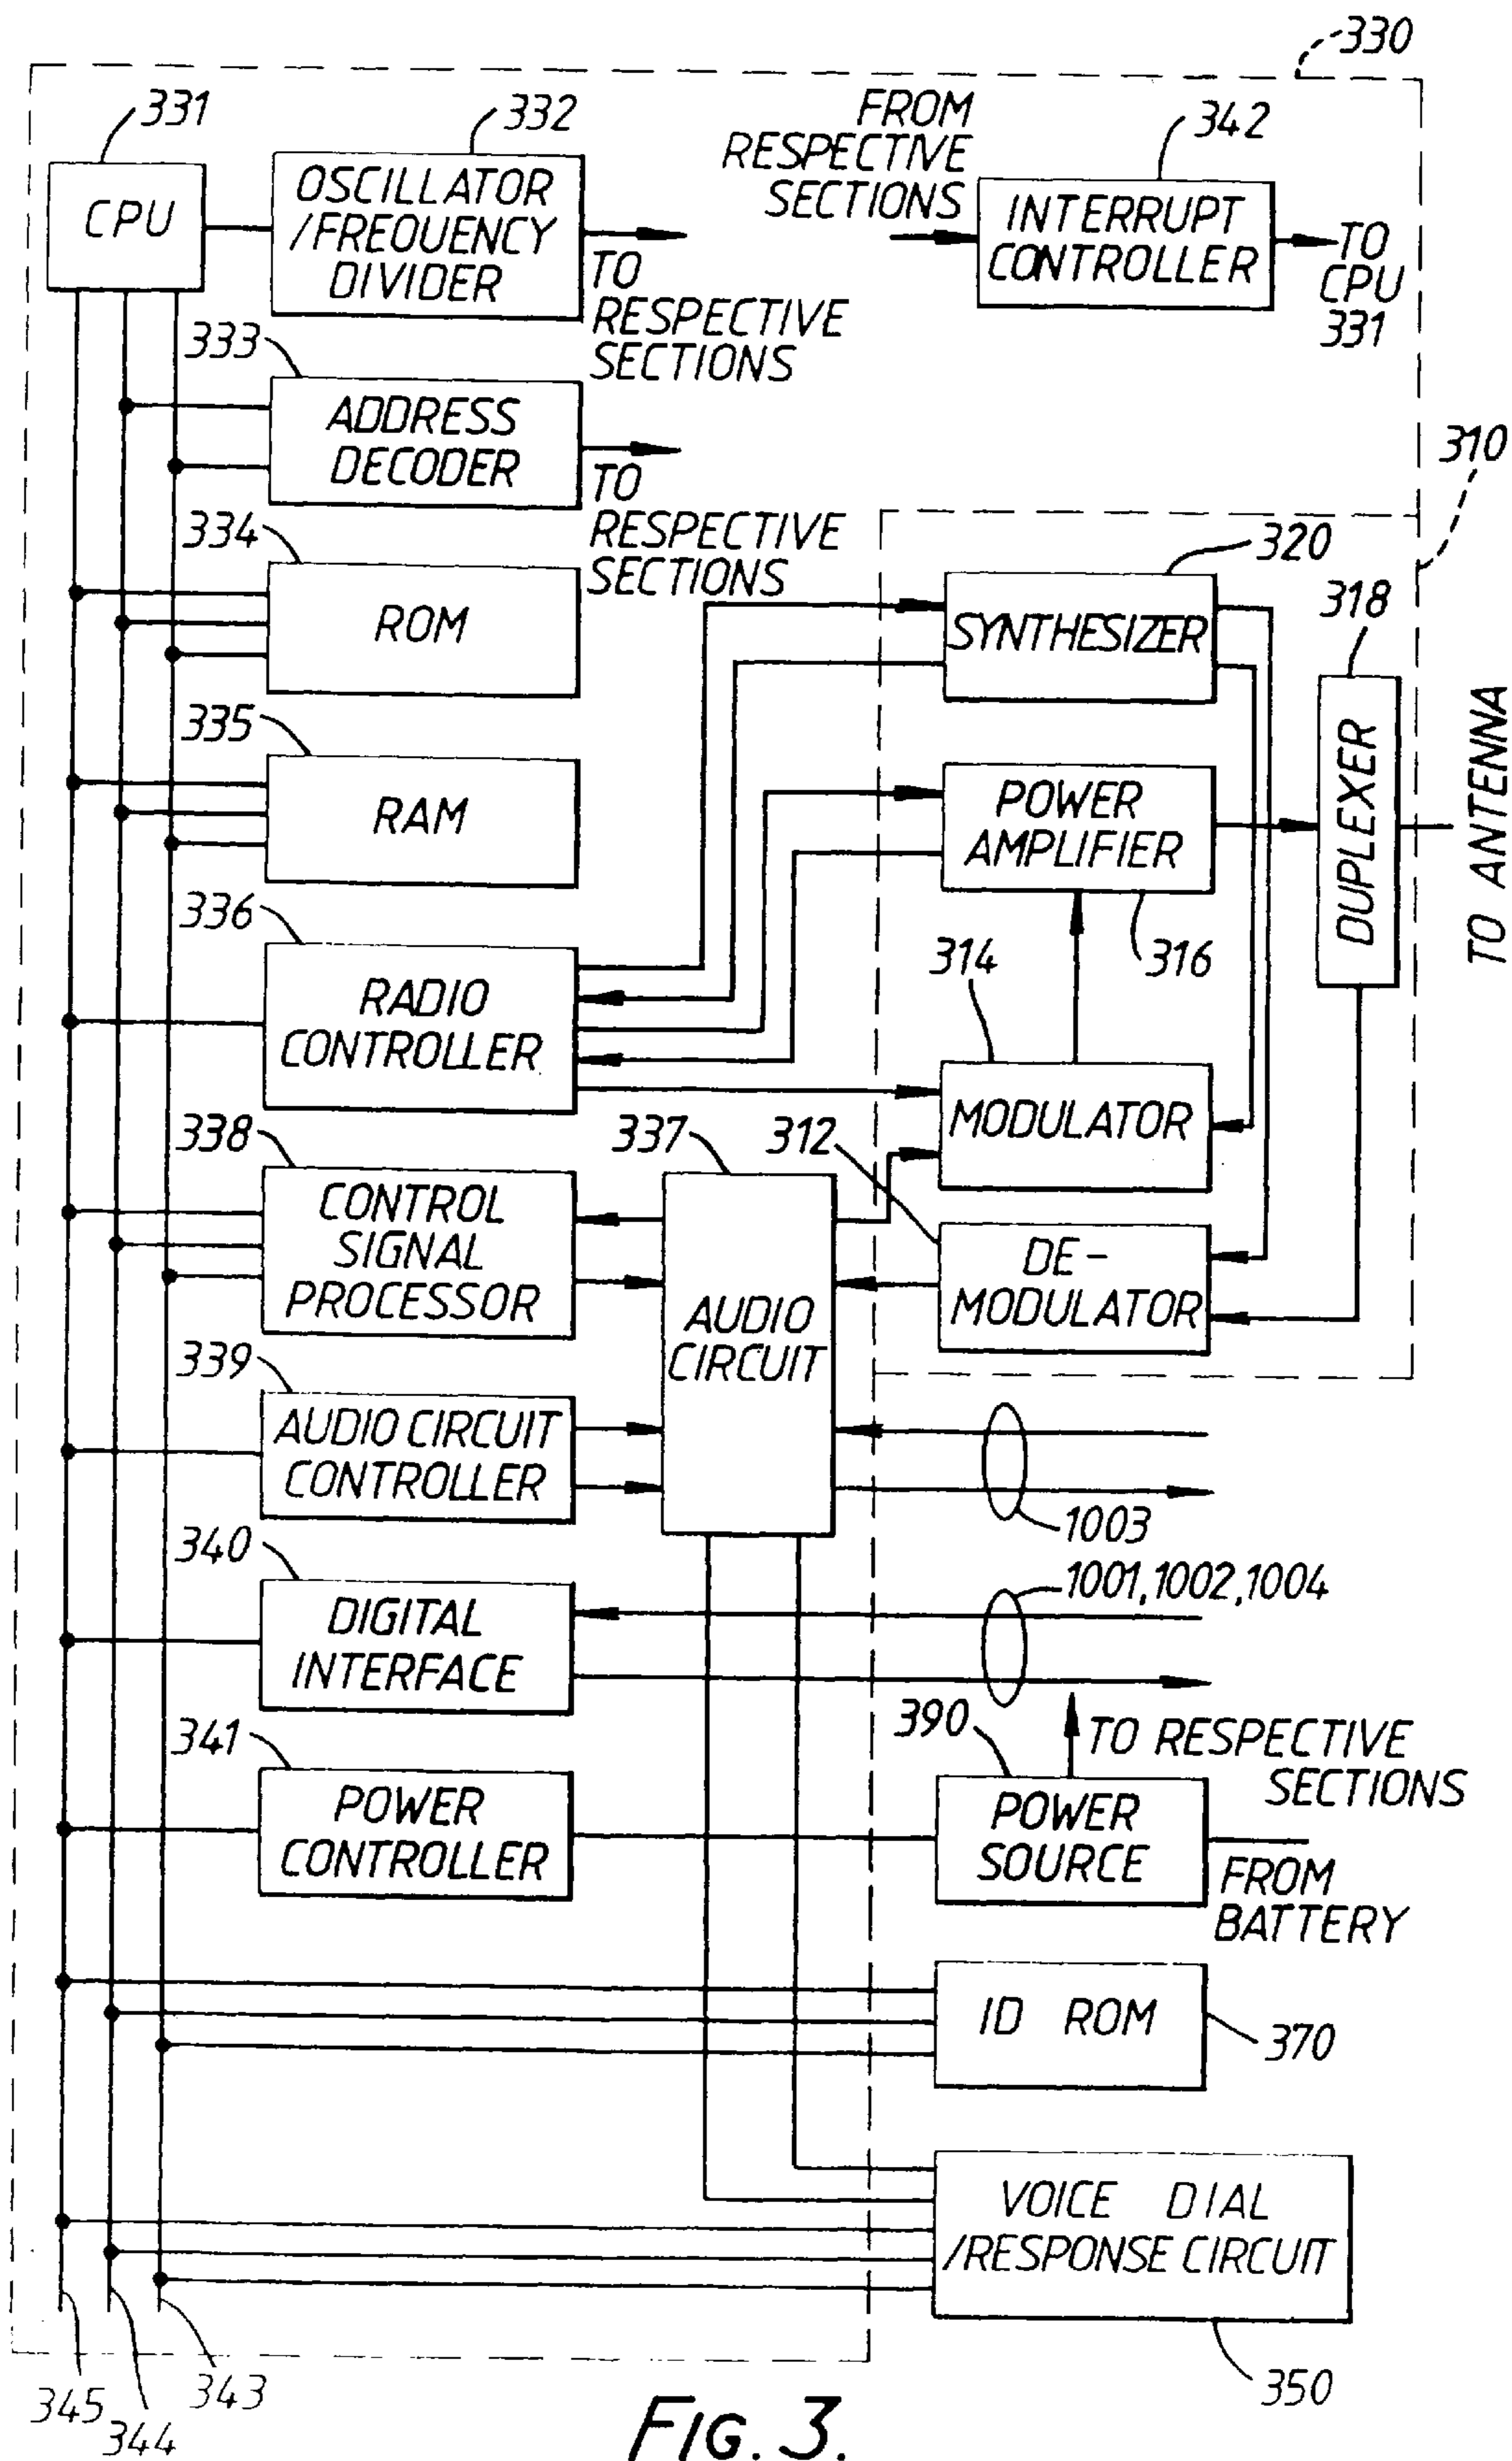 330
331
332
FROM
RESPECTIVE
SECTIONS
342
CPU
OSCILLATOR
/FREQUENCY
DIVIDER
TO
RESPECTIVE
SECTIONS
INTERRUPT
CONTROLLER
TO
CPU
331
333
ADDRESS
DECODER
TO
RESPECTIVE
SECTIONS
310
334
ROM
320
SYNTHESIZER
318
DUPLEXER
TO ANTENNA
335
RAM
POWER
AMPLIFIER
316
336
RADIO
CONTROLLER
314
MODULATOR
338
CONTROL
SIGNAL
PROCESSOR
337
AUDIO
CIRCUIT
312
DE-
MODULATOR
339
AUDIO CIRCUIT
CONTROLLER
1003
340
DIGITAL
INTERFACE
1001,1002,1004
341
POWER
CONTROLLER
390
TO RESPECTIVE
SECTIONS
POWER
SOURCE
FROM
BATTERY
ID ROM
370
VOICE DIAL
/RESPONSE CIRCUIT
350
345
344
343
FIG. 3.